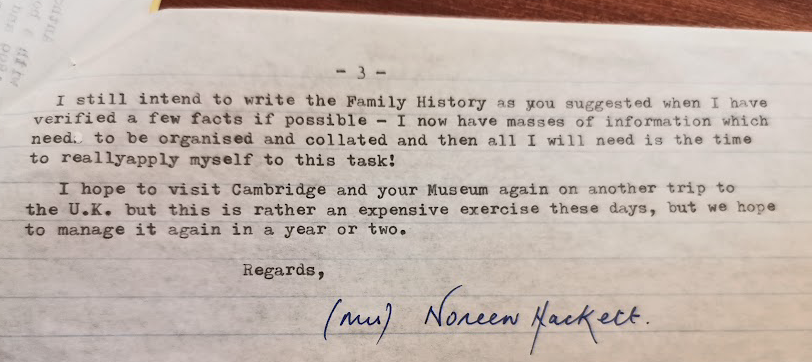 - 3 -
I still intend to write the Family History as you suggested when I have
verified a few facts if possible - I now have masses of information which
need. to be organised and collated and then all I will need is the time
to reallyapply myself to this task!
I hope to visit Cambridge and your Museum again on another trip to
the U.K. but this is rather an expensive exercise these days, but we hope
to manage it again in a year or two.
Regards,
(Mrs) Noreen Hackett.